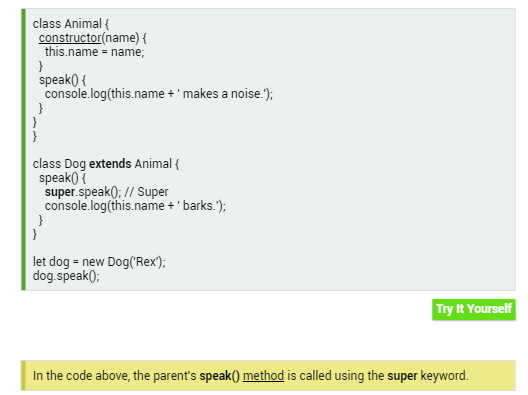 class Animal {
constructor(name) {
this.name = name;
}
speak() {
console.log(this.name + ' makes a noise.');
}
}
}
class Dog extends Animal {
speak() {
super.speak(); // Super
console.log(this.name + ' barks.');
}
}
let dog = new Dog('Rex');
dog.speak();
Try It Yourself
In the code above, the parent's speak() method is called using the super keyword.